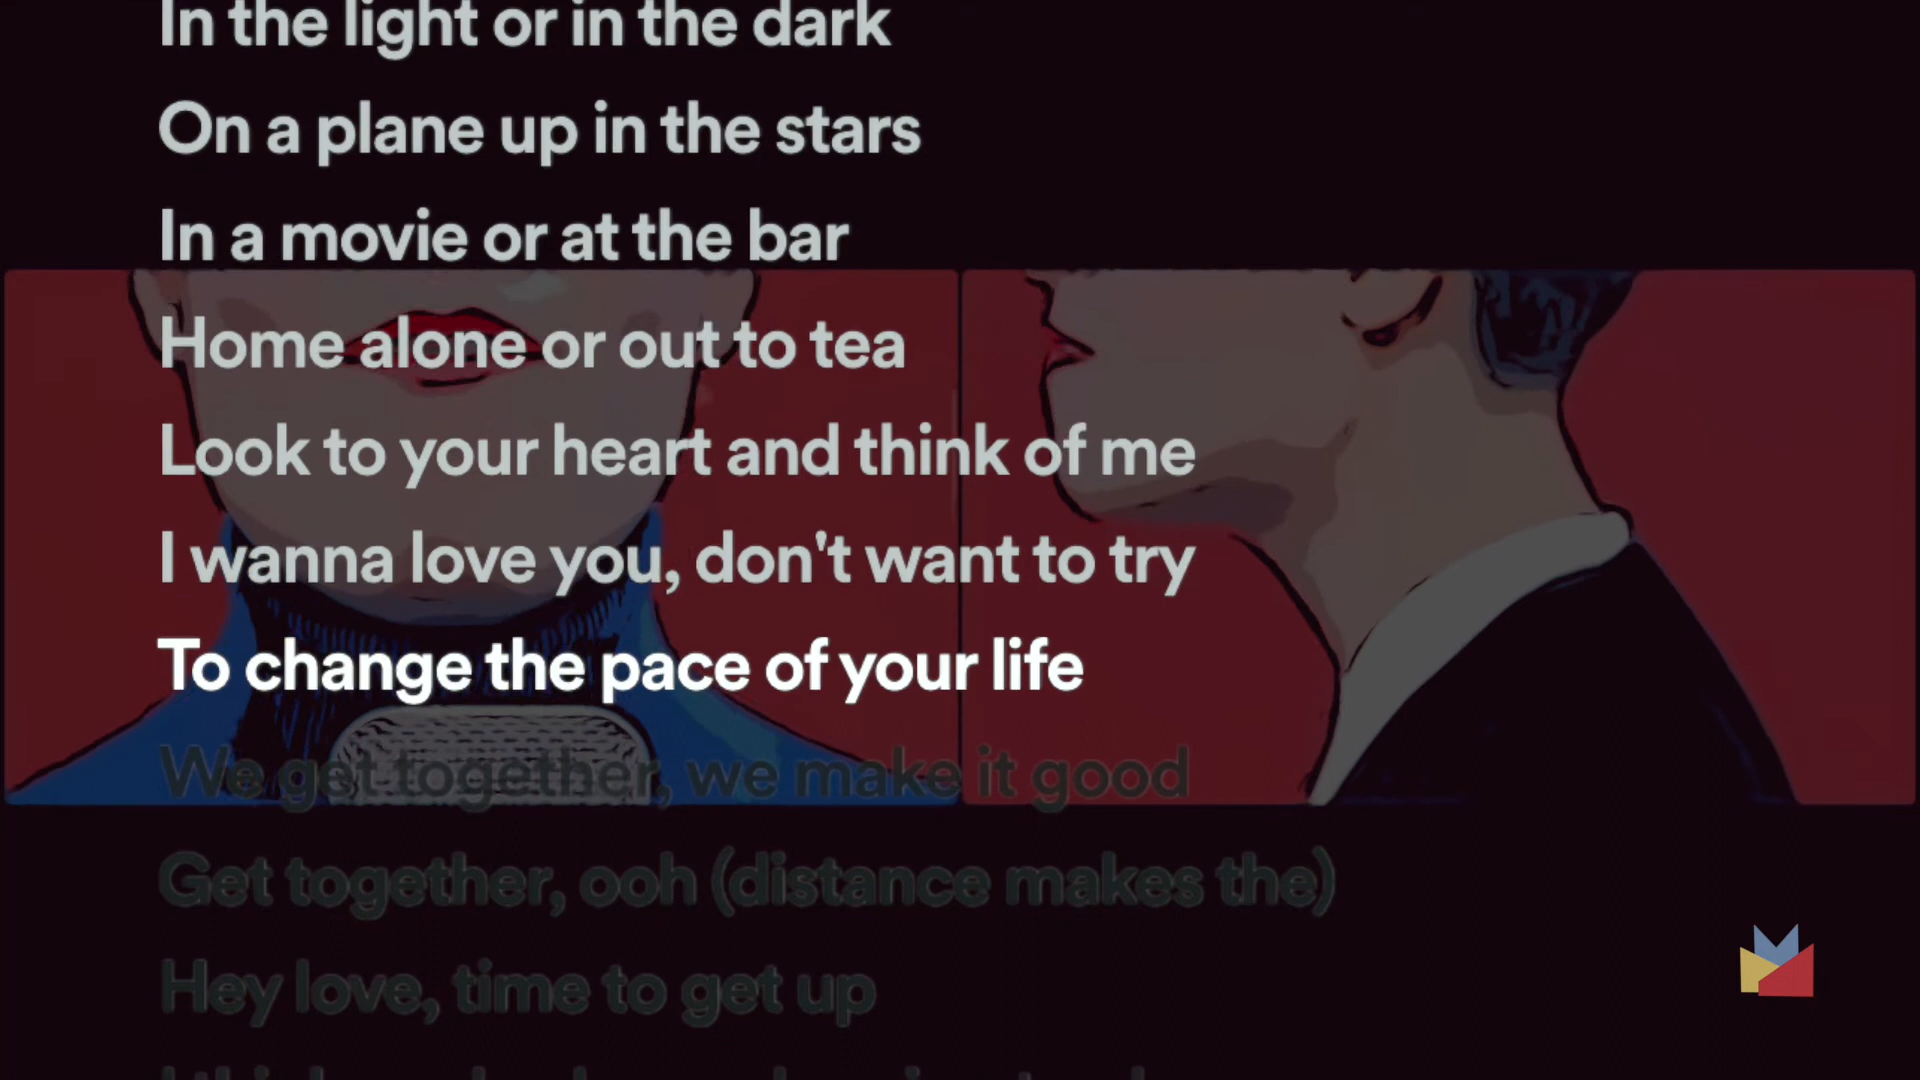 In the light or in the dark
On a plane up in the stars
In a movie or at the bar
Home alone or out to tea
Look to your heart and think of me
I wanna love you, don't want to try
To change the pace of your life
We get together, we make it good
Get together, ooh (distance makes the)
Hey love, time to get up